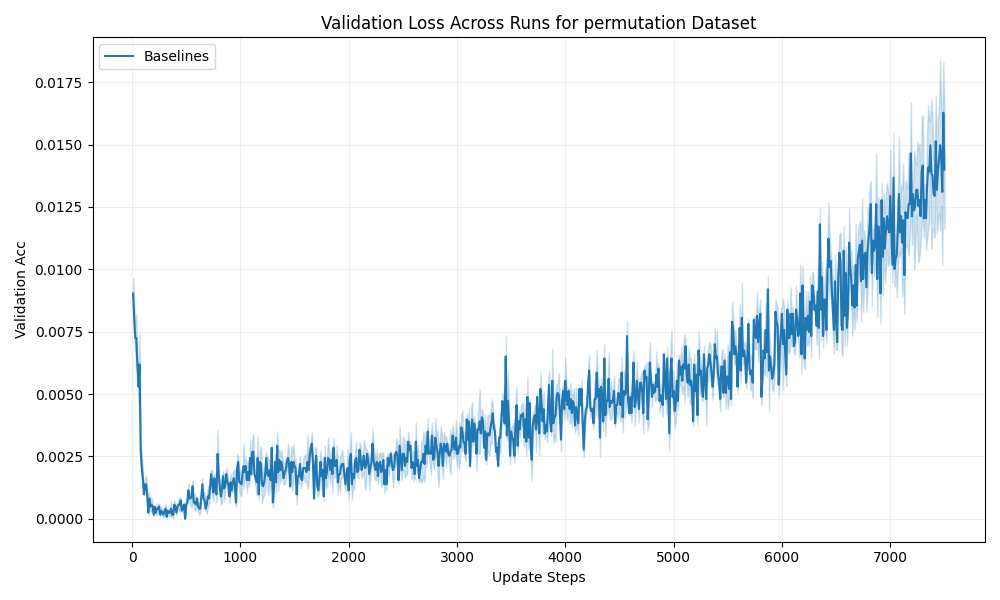 Validation Loss Across Runs for permutation Dataset
Baselines
Validation Acc
0.0175
0.0150
0.0125
0.0100
0.0075
0.0050
0.0025
0.0000
0 1000 2000 3000 4000 5000 6000 7000
Update Steps